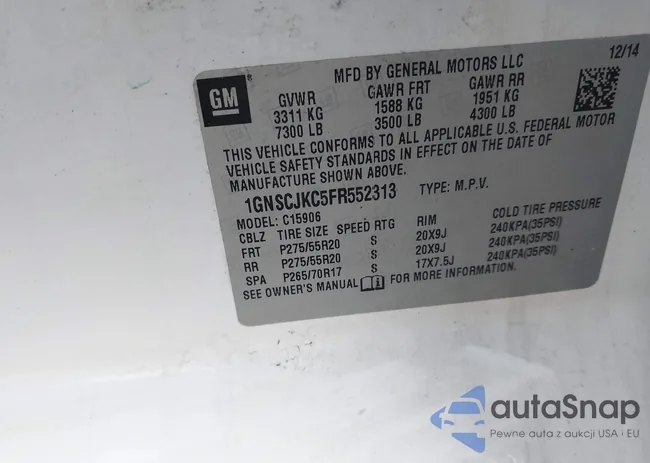 12/14
MFD BY GENERAL MOTORS LLC
GM
GVWR GAWR FRT GAWR RR
3311 KG 1588 KG 1951 KG
7300 LB 3500 LB 4300 LB
THIS VEHICLE CONFORMS TO ALL APPLICABLE U.S. FEDERAL MOTOR
VEHICLE SAFETY STANDARDS IN EFFECT ON THE DATE OF
MANUFACTURE SHOWN ABOVE.
1GNSCJKC5FR552313 TYPE: M.P.V.
MODEL: C15906
CBLZ TIRE SIZE SPEED RTG RIM COLD TIRE PRESSURE
FRT P275/55R20 S 20X9J 240KPA(35PSI)
RR P275/55R20 S 20X9J 240KPA(35PSI)
SPA P265/70R17 S 17X7.5J 240KPA(35PSI)
SEE OWNER'S MANUAL FOR MORE INFORMATION.
autaSnap
Pewne auta z aukcji USA i EU